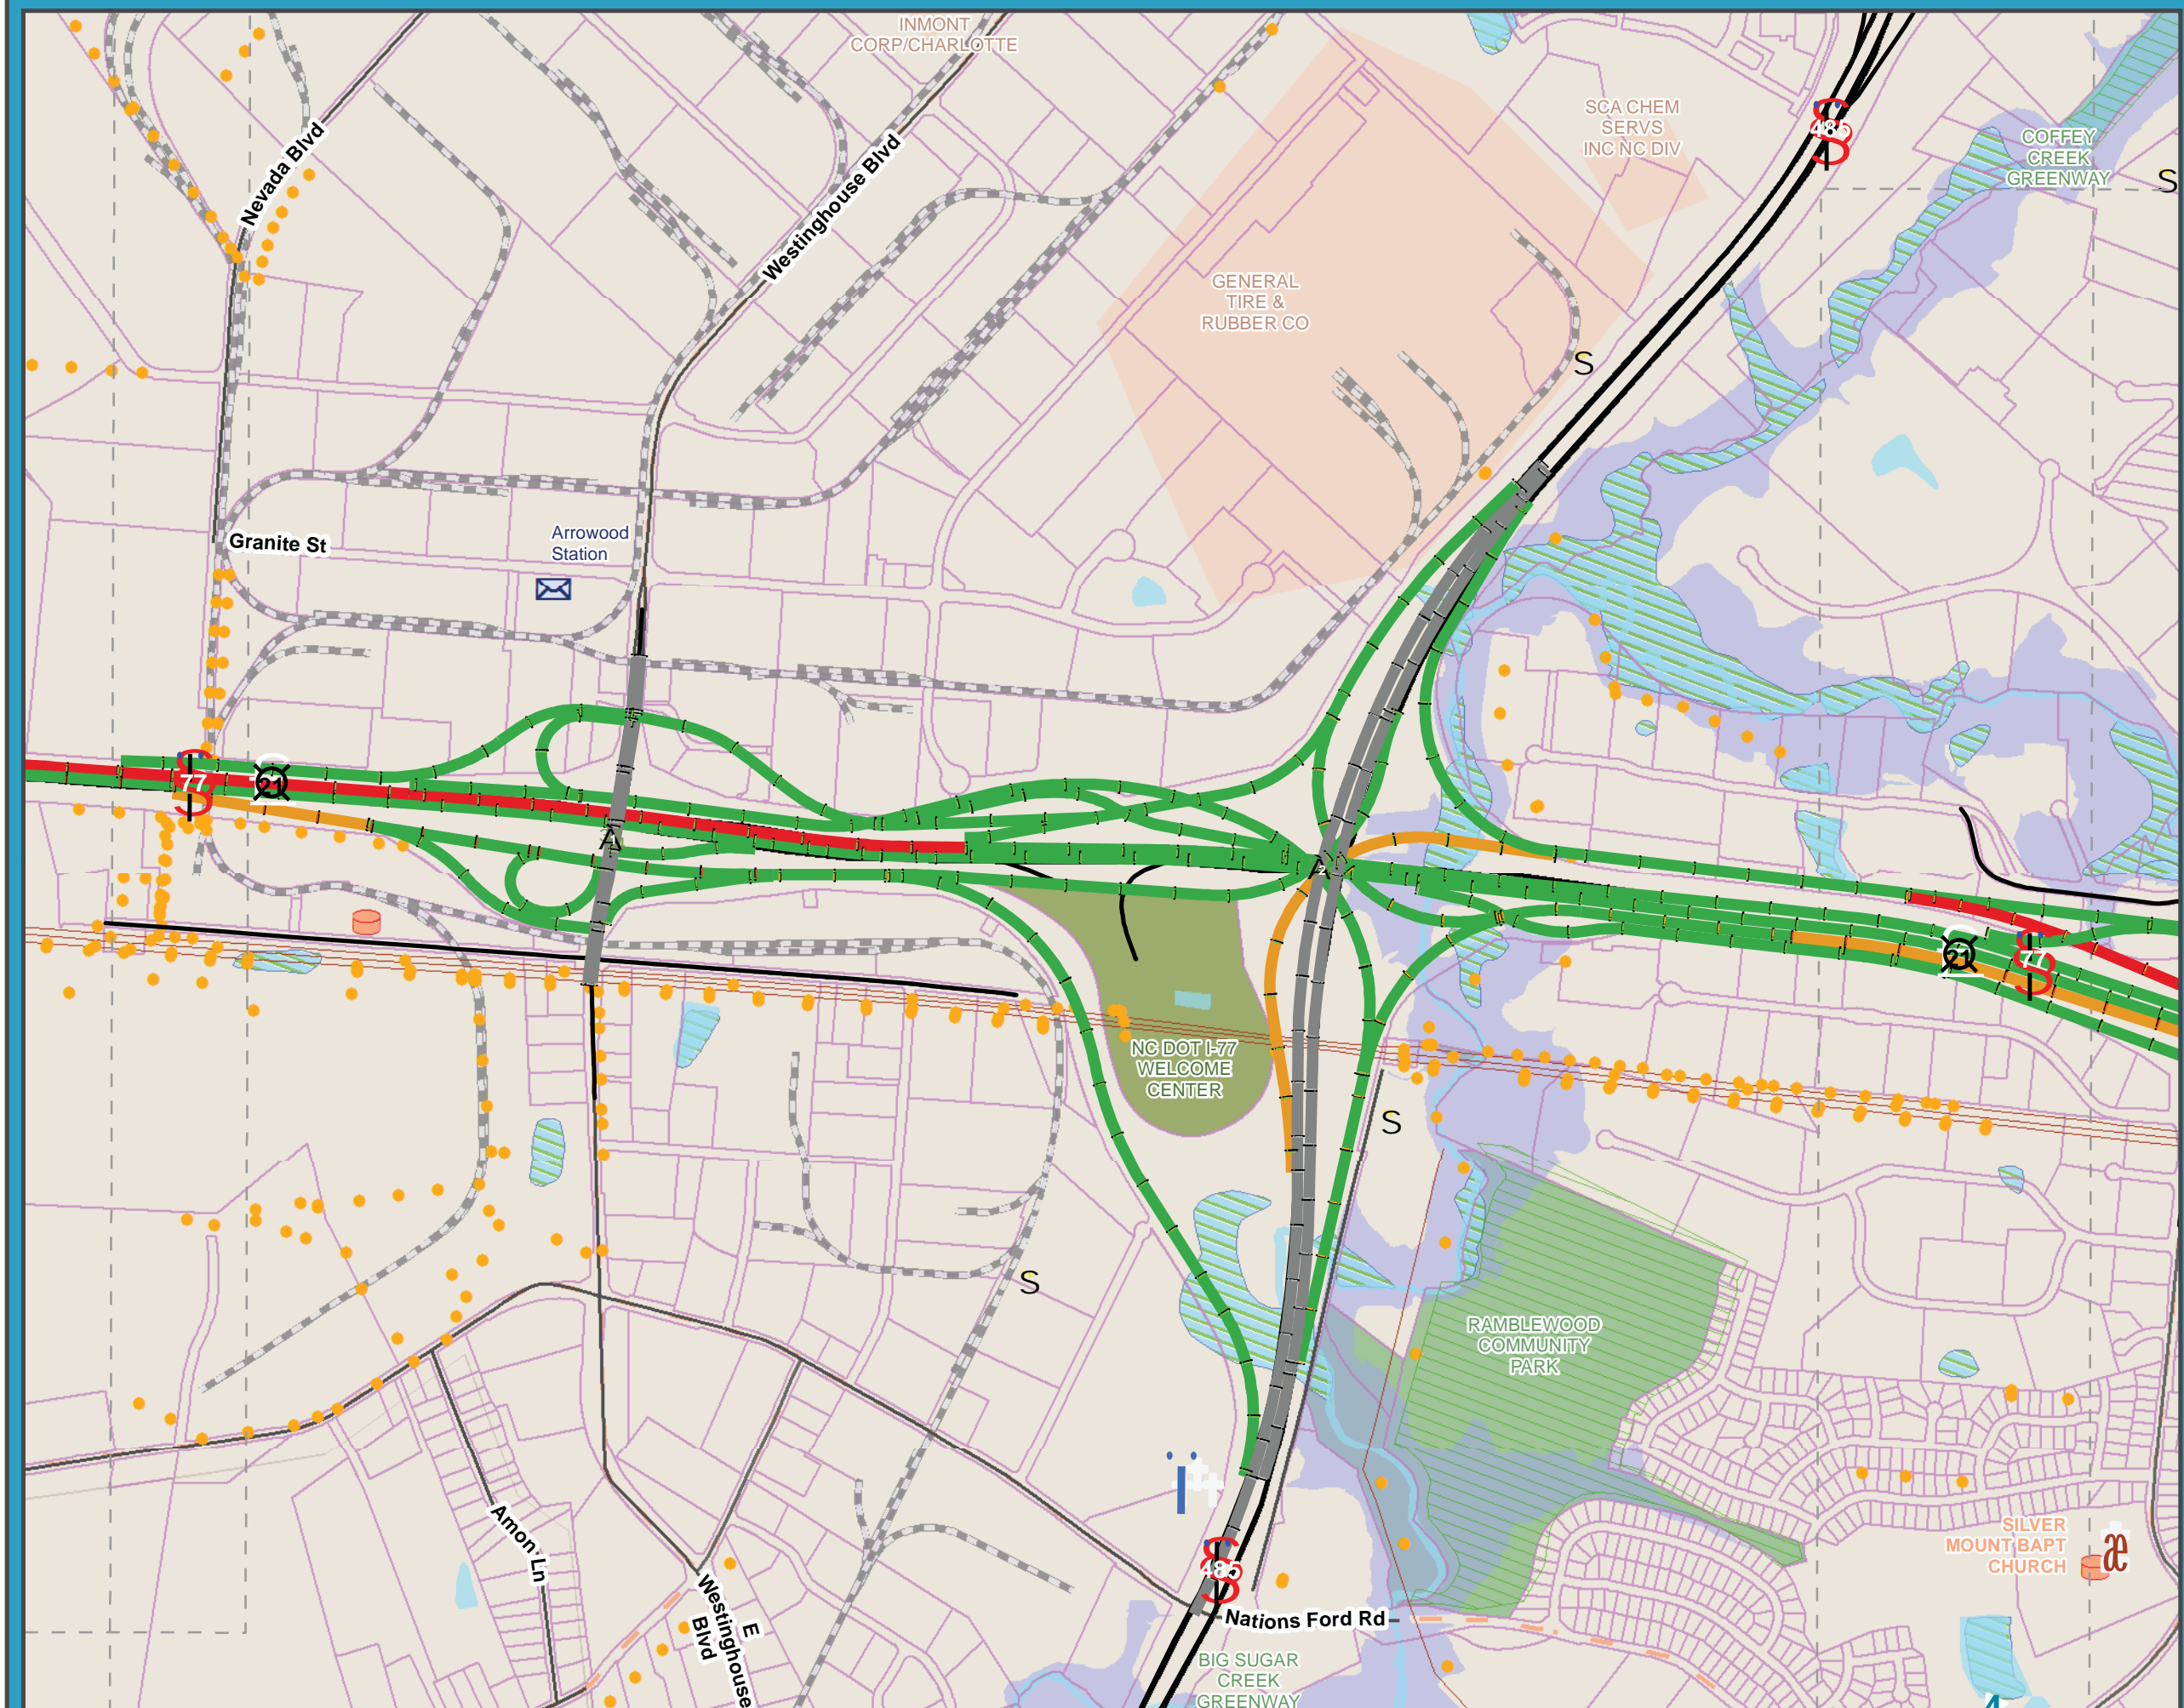 INMONT
CORP/CHARLOTTE
SCA CHEM
SERVS
INC NC DIV
485
COFFEY
CREEK
GREENWAY
S
Nevada Blvd
Westinghouse Blvd
GENERAL
TIRE &
RUBBER CO
S
Granite St
Arrowood
Station
77
21
21
77
NC DOT I-77
WELCOME
CENTER
S
S
RAMBLEWOOD
COMMUNITY
PARK
Amon Ln
E
Westinghouse
Blvd
485
Nations Ford Rd
SILVER
MOUNT BAPT
CHURCH
æ
BIG SUGAR
CREEK
GREENWAY